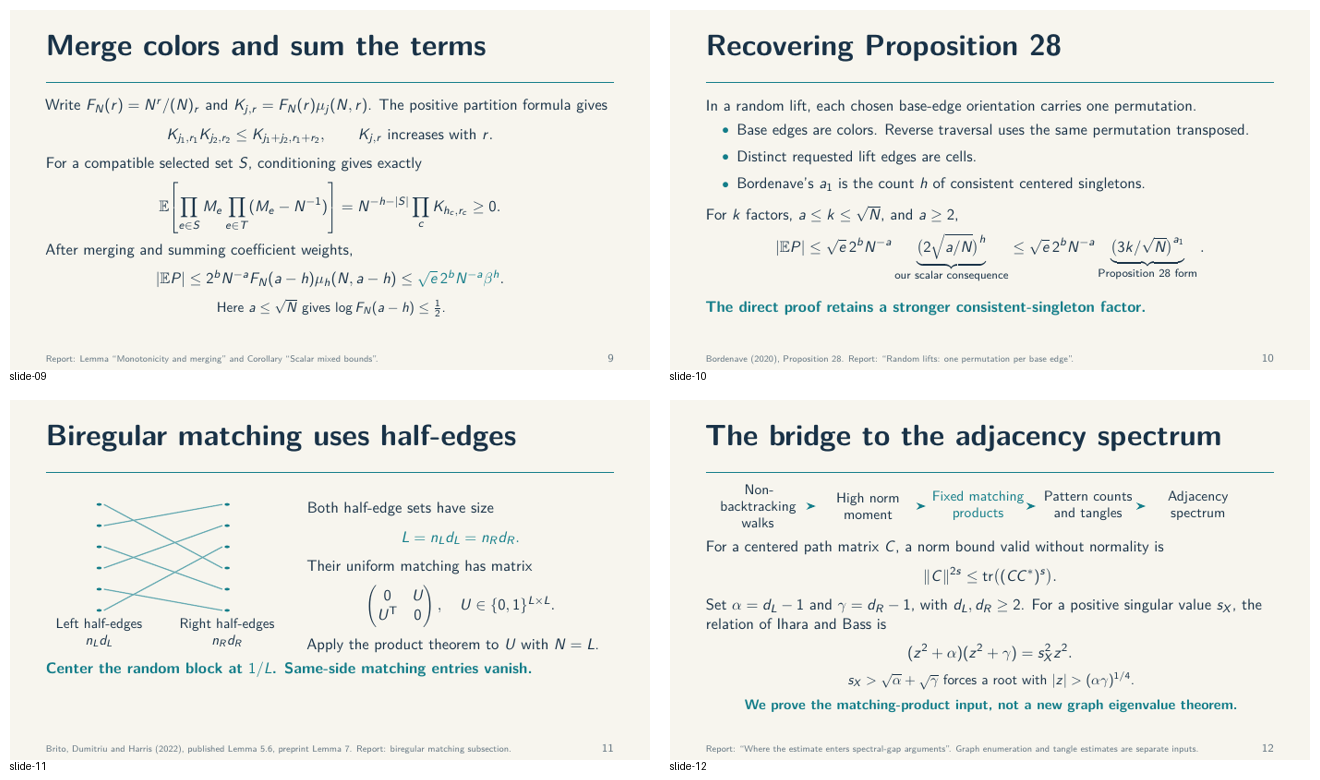 Merge colors and sum the terms
Write F_N(r) = N^r/(N)_r and K_{j,r} = F_N(r)μ_j(N, r). The positive partition formula gives
K_{j_1,r_1} K_{j_2,r_2} ≤ K_{j_1+j_2,r_1+r_2},  K_{j,r} increases with r.
For a compatible selected set S, conditioning gives exactly
𝔼[∏_{e∈S} M_e ∏_{e∈T} (M_e − N^{−1})] = N^{−h−|S|} ∏_c K_{h_c,r_c} ≥ 0.
After merging and summing coefficient weights,
|𝔼P| ≤ 2^b N^{−a} F_N(a − h)μ_h(N, a − h) ≤ √e 2^b N^{−a} β^h.
Here a ≤ √N gives log F_N(a − h) ≤ 1/2.
Report: Lemma “Monotonicity and merging” and Corollary “Scalar mixed bounds”.
9
slide-09
Recovering Proposition 28
In a random lift, each chosen base-edge orientation carries one permutation.
• Base edges are colors. Reverse traversal uses the same permutation transposed.
• Distinct requested lift edges are cells.
• Bordenave's a_1 is the count h of consistent centered singletons.
For k factors, a ≤ k ≤ √N, and a ≥ 2,
|𝔼P| ≤ √e 2^b N^{−a} (2√(a/N))^h ≤ √e 2^b N^{−a} (3k/√N)^{a_1} .
our scalar consequence  Proposition 28 form
The direct proof retains a stronger consistent-singleton factor.
Bordenave (2020), Proposition 28. Report: “Random lifts: one permutation per base edge”.
10
slide-10
Biregular matching uses half-edges
Left half-edges
n_L d_L
Right half-edges
n_R d_R
Both half-edge sets have size
L = n_L d_L = n_R d_R.
Their uniform matching has matrix
(0 U
U^T 0), U ∈ {0, 1}^{L×L}.
Apply the product theorem to U with N = L.
Center the random block at 1/L. Same-side matching entries vanish.
Brito, Dumitriu and Harris (2022), published Lemma 5.6, preprint Lemma 7. Report: biregular matching subsection.
11
slide-11
The bridge to the adjacency spectrum
Non-
backtracking
walks
➤
High norm
moment
➤
Fixed matching
products
➤
Pattern counts
and tangles
➤
Adjacency
spectrum
For a centered path matrix C, a norm bound valid without normality is
‖C‖^{2s} ≤ tr((CC*)^s).
Set α = d_L − 1 and γ = d_R − 1, with d_L, d_R ≥ 2. For a positive singular value s_X, the
relation of Ihara and Bass is
(z² + α)(z² + γ) = s_X² z².
s_X > √α + √γ forces a root with |z| > (αγ)^{1/4}.
We prove the matching-product input, not a new graph eigenvalue theorem.
Report: “Where the estimate enters spectral-gap arguments”. Graph enumeration and tangle estimates are separate inputs.
12
slide-12